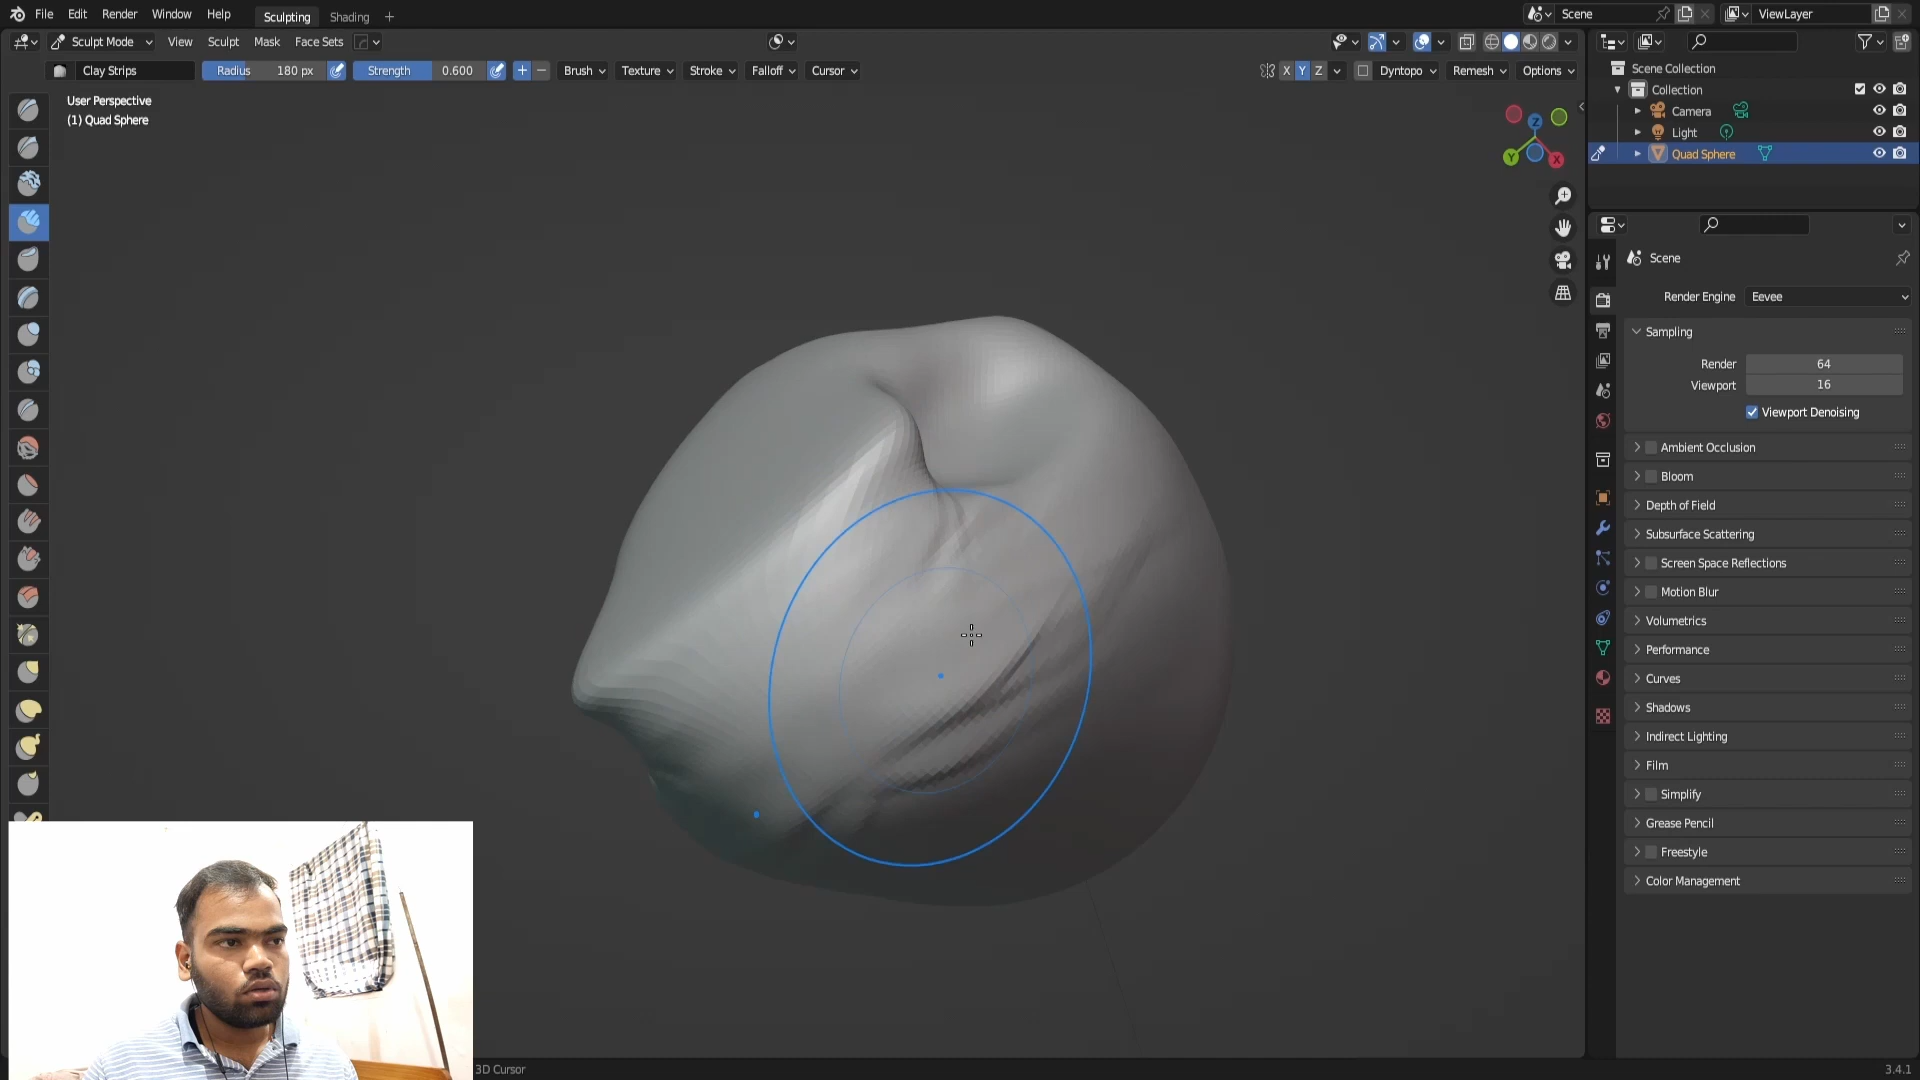 File Edit Render Window Help Sculpting Shading + Scene ViewLayer
Sculpt Mode View Sculpt Mask Face Sets
Clay Strips Radius 180 px Strength 0.600 Brush Texture Stroke Falloff Cursor X Y Z Dyntopo Remesh Options
User Perspective
(1) Quad Sphere
Z
Y X
Scene Collection
Collection
Camera
Light
Quad Sphere
Scene
Render Engine Eevee
Sampling
Render 64
Viewport 16
Viewport Denoising
Ambient Occlusion
Bloom
Depth of Field
Subsurface Scattering
Screen Space Reflections
Motion Blur
Volumetrics
Performance
Curves
Shadows
Indirect Lighting
Film
Simplify
Grease Pencil
Freestyle
Color Management
3D Cursor 3.4.1